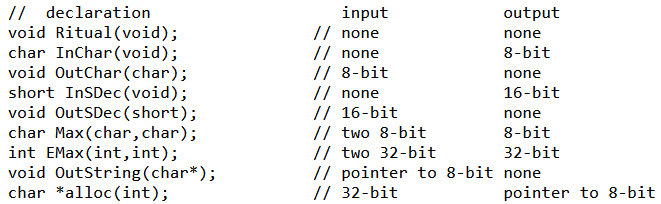 //  declaration                     input           output
void Ritual(void);               // none            none
char InChar(void);               // none            8-bit
void OutChar(char);              // 8-bit           none
short InSDec(void);              // none            16-bit
void OutSDec(short);             // 16-bit          none
char Max(char,char);             // two 8-bit       8-bit
int EMax(int,int);               // two 32-bit      32-bit
void OutString(char*);           // pointer to 8-bit none
char *alloc(int);                // 32-bit          pointer to 8-bit